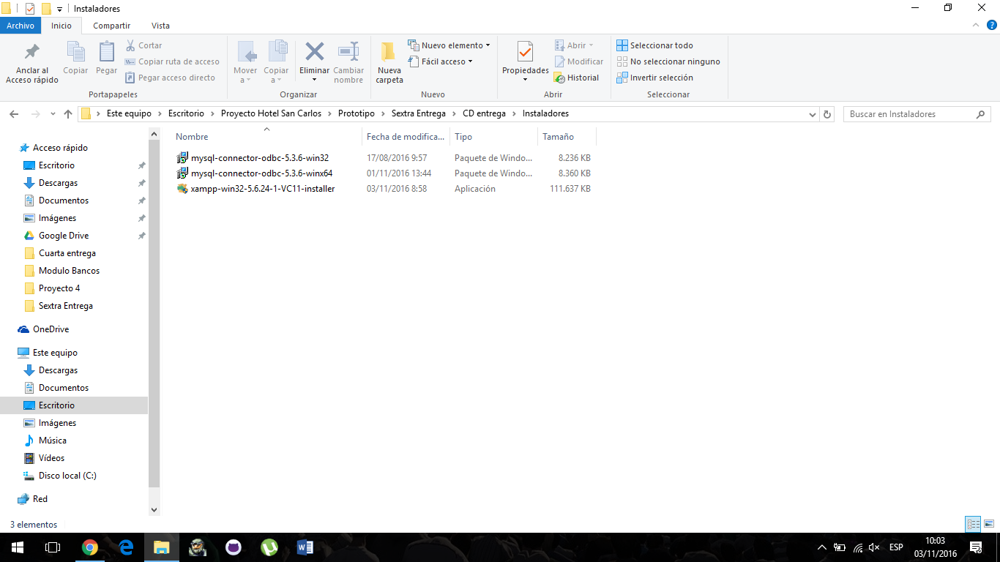 Instaladores
Archivo Inicio Compartir Vista
Anclar al Acceso rápido
Copiar
Pegar
Cortar
Copiar ruta de acceso
Pegar acceso directo
Portapapeles
Mover a
Copiar a
Eliminar
Cambiar nombre
Organizar
Nueva carpeta
Nuevo elemento
Fácil acceso
Nuevo
Propiedades
Abrir
Modificar
Historial
Abrir
Seleccionar todo
No seleccionar ninguno
Invertir selección
Seleccionar
Este equipo > Escritorio > Proyecto Hotel San Carlos > Prototipo > Sextra Entrega > CD entrega > Instaladores
Buscar en Instaladores
Acceso rápido
Escritorio
Descargas
Documentos
Imágenes
Google Drive
Cuarta entrega
Modulo Bancos
Proyecto 4
Sextra Entrega
OneDrive
Este equipo
Descargas
Documentos
Escritorio
Imágenes
Música
Vídeos
Disco local (C:)
Red
Nombre Fecha de modifica... Tipo Tamaño
mysql-connector-odbc-5.3.6-win32 17/08/2016 9:57 Paquete de Windo... 8.236 KB
mysql-connector-odbc-5.3.6-winx64 01/11/2016 13:44 Paquete de Windo... 8.360 KB
xampp-win32-5.6.24-1-VC11-installer 03/11/2016 8:58 Aplicación 111.637 KB
3 elementos
ESP
10:03
03/11/2016